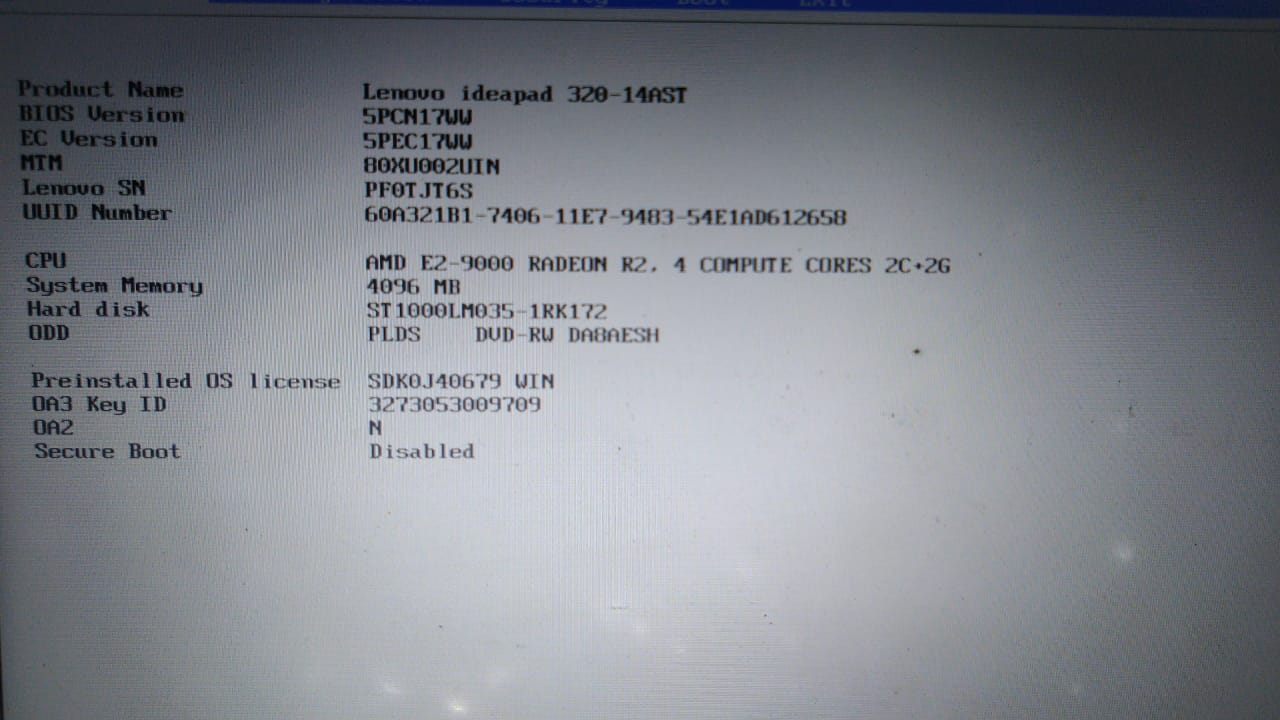 Security Boot Exit
Product Name Lenovo ideapad 320-14AST
BIOS Version 5PCN17WW
EC Version 5PEC17WW
MTM 80XU002UIN
Lenovo SN PF0TJT6S
UUID Number 60A321B1-7406-11E7-9483-54E1AD612658
CPU AMD E2-9000 RADEON R2, 4 COMPUTE CORES 2C+2G
System Memory 4096 MB
Hard disk ST1000LM035-1RK172
ODD PLDS DVD-RW DA8AESH
Preinstalled OS license SDK0J40679 WIN
OA3 Key ID 3273053009709
OA2 N
Secure Boot Disabled